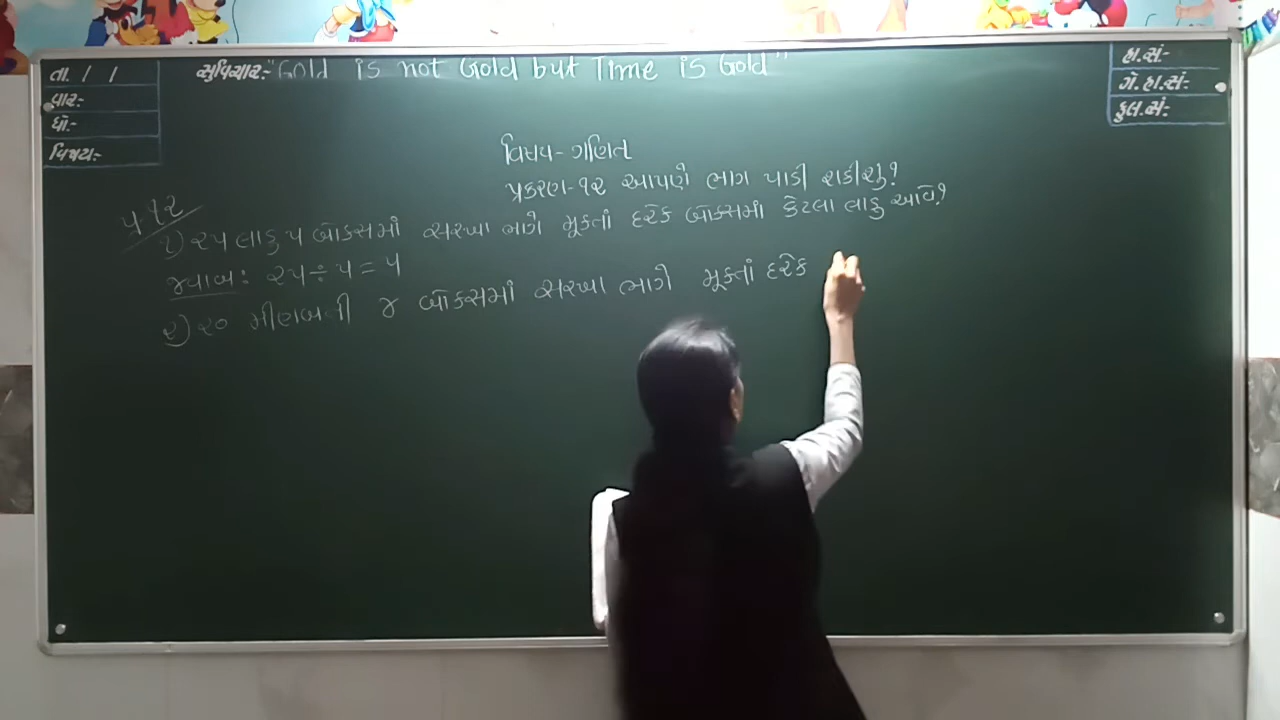 તા. / /
વાર:-
ધો.-
વિષય:-
સુવિચાર:- "Gold is not Gold but Time is Gold"
હા.સં:-
ગે.હા.સં:-
કુલ.સં:-
વિષય- ગણિત
પ્રકરણ-૧૨ આપણે ભાગ પાડી શકીશું?
પ્ર ૧૨
૧) ૨૫ લાડુ ૫ બોક્સમાં સરખા ભાગે મૂકતાં દરેક બોક્સમાં કેટલા લાડુ આવે?
જવાબ: ૨૫ ÷ ૫ = ૫
૨) ૨૦ મીણબત્તી ૪ બોક્સમાં સરખા ભાગે મૂકતાં દરેક